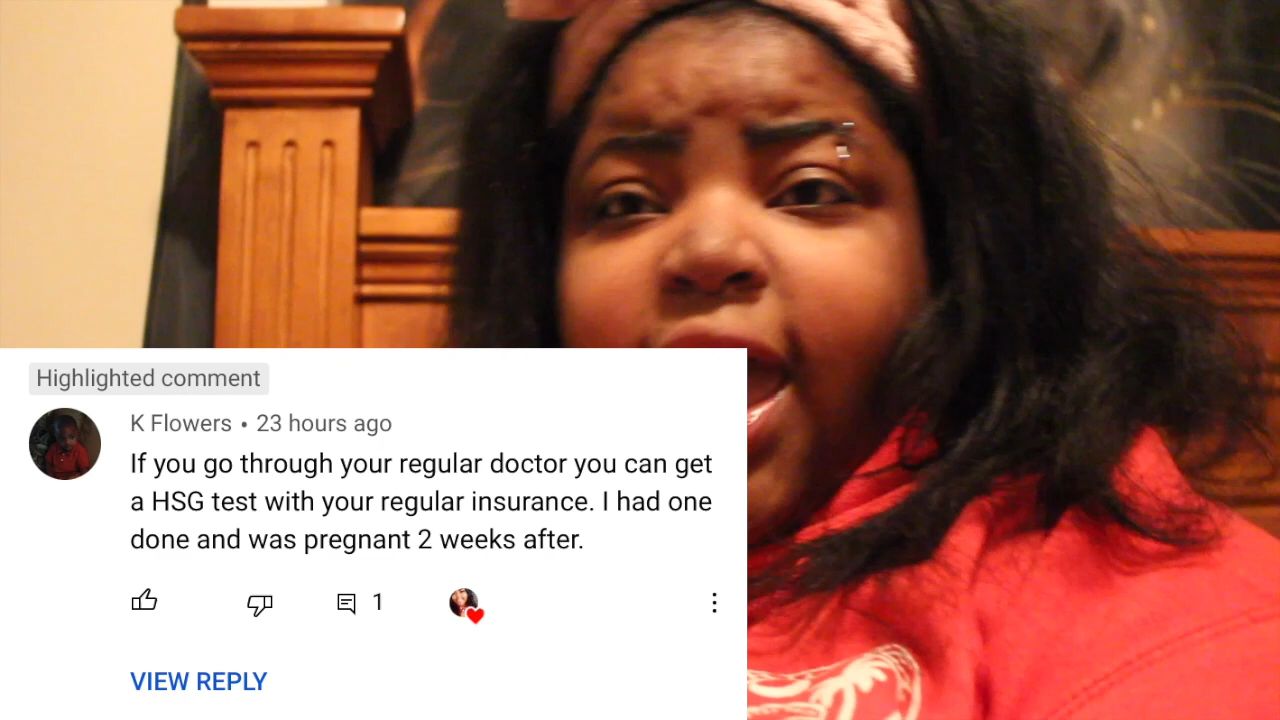 Highlighted comment
K Flowers • 23 hours ago
If you go through your regular doctor you can get
a HSG test with your regular insurance. I had one
done and was pregnant 2 weeks after.
1
VIEW REPLY